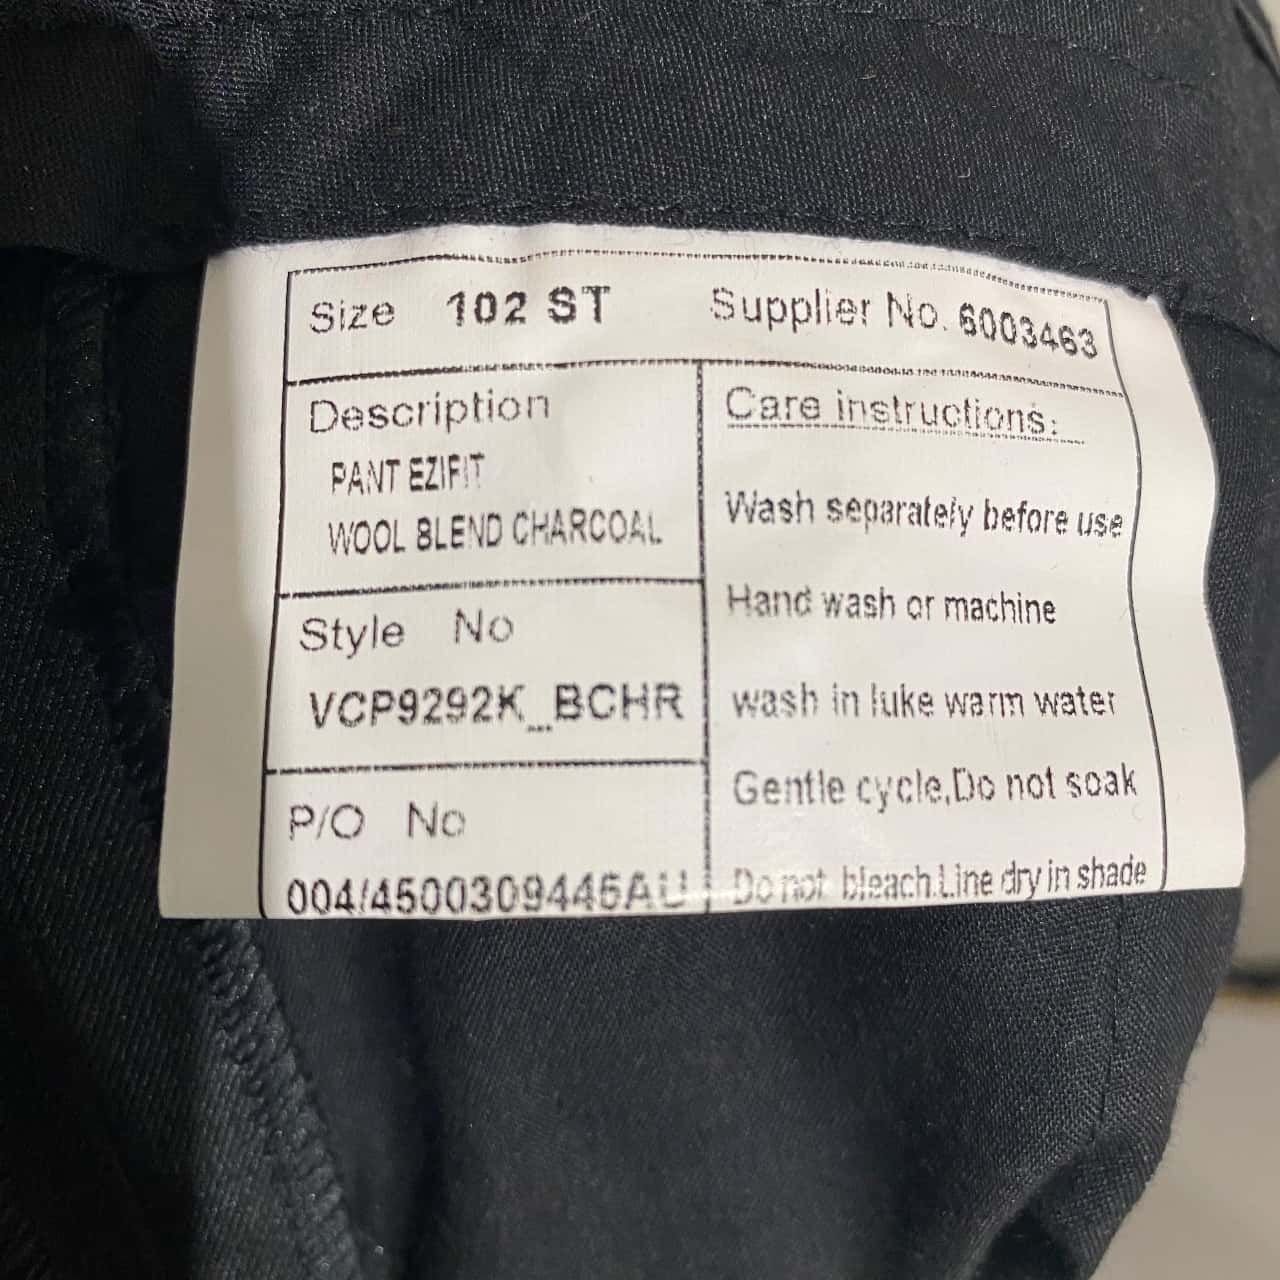 Size 102 ST Supplier No. 6003463
Description
PANT EZIFIT
WOOL BLEND CHARCOAL
Style No
VCP9292K_BCHR
P/O No
004/4500309446AU
Care instructions:
Wash separately before use
Hand wash or machine
wash in luke warm water
Gentle cycle,Do not soak
Do not bleach.Line dry in shade